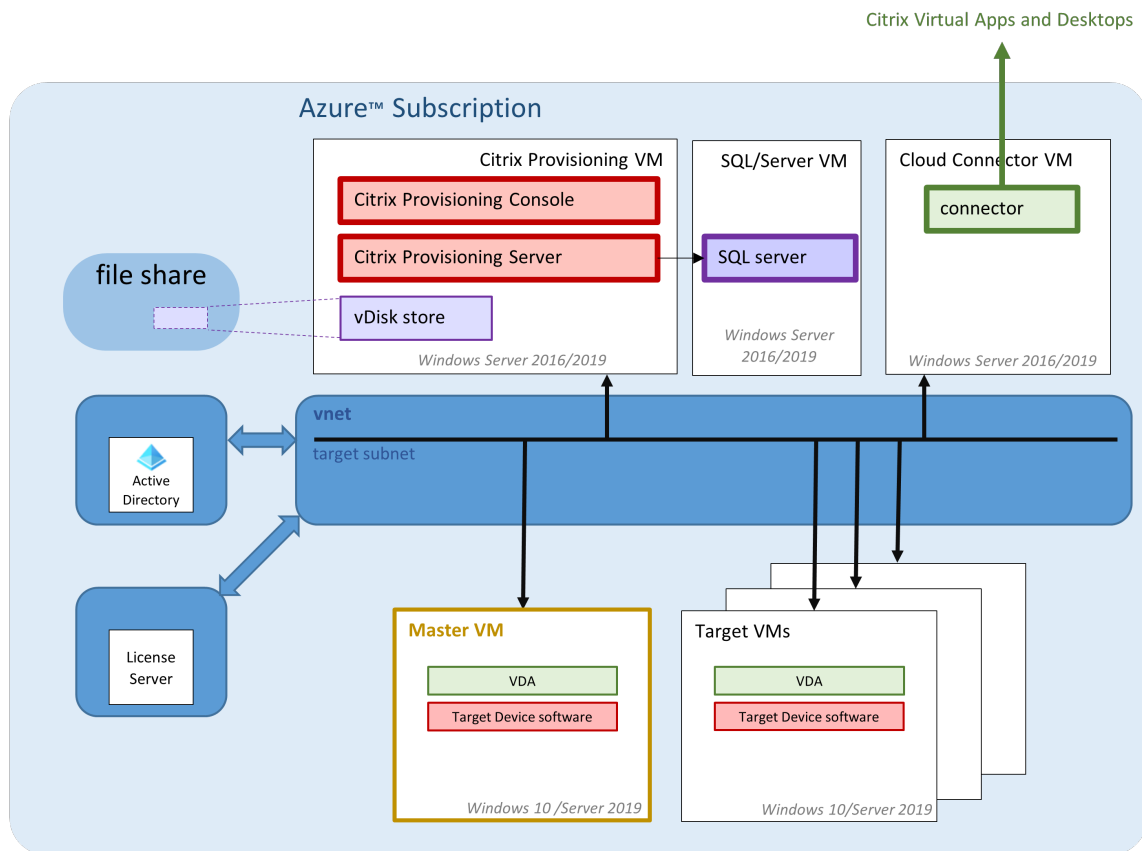 Citrix Virtual Apps and Desktops
Azure™ Subscription
Citrix Provisioning VM
Citrix Provisioning Console
Citrix Provisioning Server
vDisk store
Windows Server 2016/2019
SQL/Server VM
SQL server
Windows Server
2016/2019
Cloud Connector VM
connector
Windows Server 2016/2019
file share
vnet
target subnet
Active
Directory
License
Server
Master VM
VDA
Target Device software
Windows 10 /Server 2019
Target VMs
VDA
Target Device software
Windows 10/Server 2019